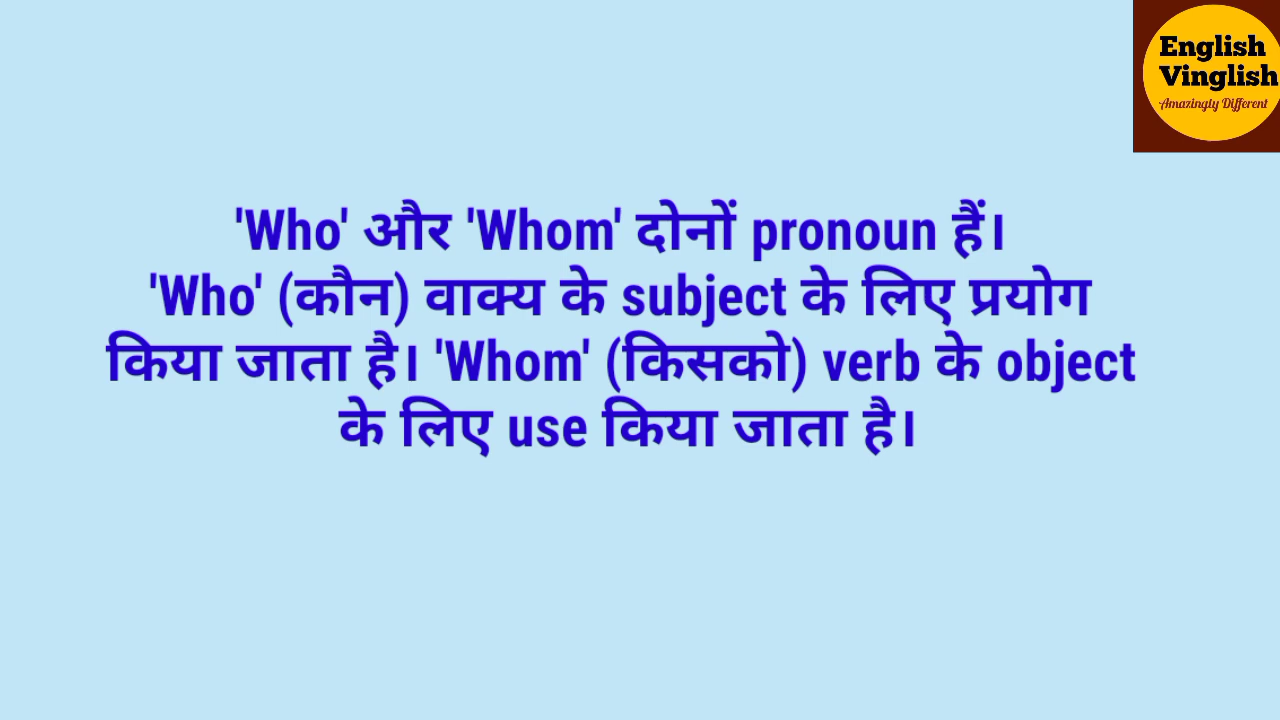 English
Vinglish
Amazingly Different
'Who' और 'Whom' दोनों pronoun हैं।
'Who' (कौन) वाक्य के subject के लिए प्रयोग
किया जाता है। 'Whom' (किसको) verb के object
के लिए use किया जाता है।